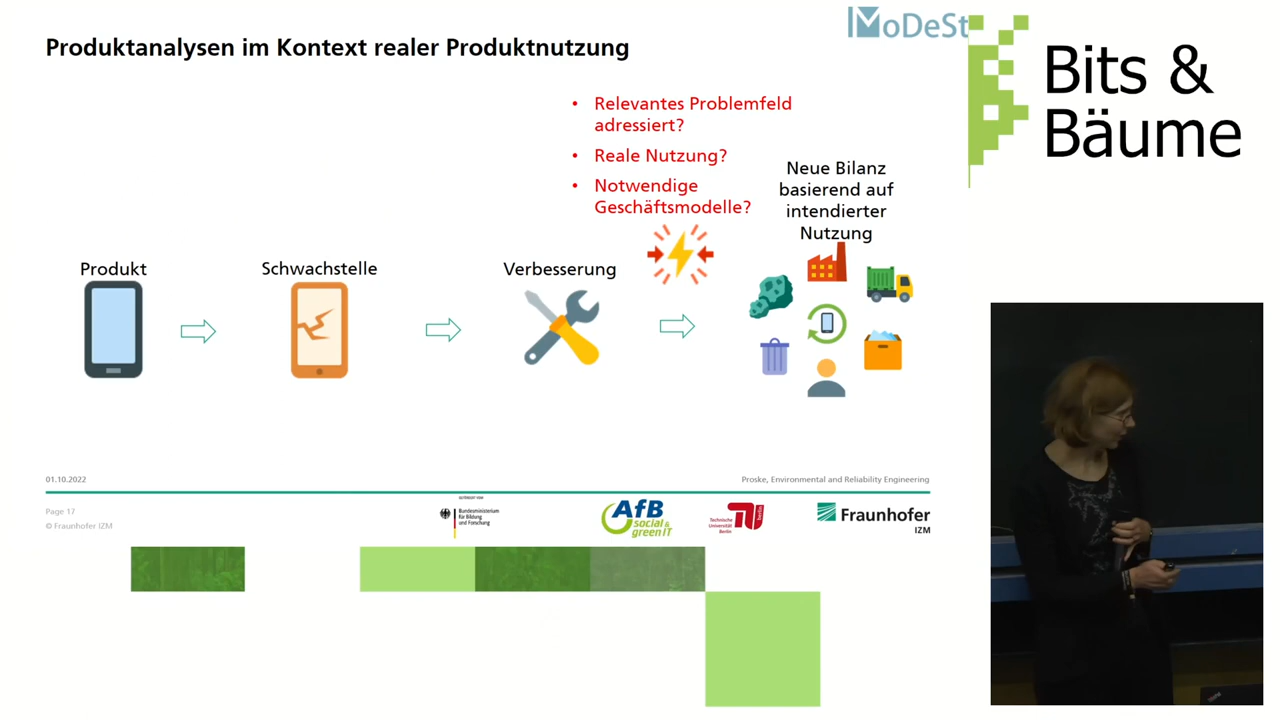 Produktanalysen im Kontext realer Produktnutzung
MoDeSt
Bits &
Bäume
• Relevantes Problemfeld
adressiert?
• Reale Nutzung?
• Notwendige
Geschäftsmodelle?
Neue Bilanz
basierend auf
intendierter
Nutzung
Produkt
Schwachstelle
Verbesserung
01.10.2022
Proske, Environmental and Reliability Engineering
Page 17
© Fraunhofer IZM
GEFÖRDERT VOM
Bundesministerium
für Bildung
und Forschung
AfB
social &
green IT
Technische
Universität
Berlin
berlin
Fraunhofer
IZM